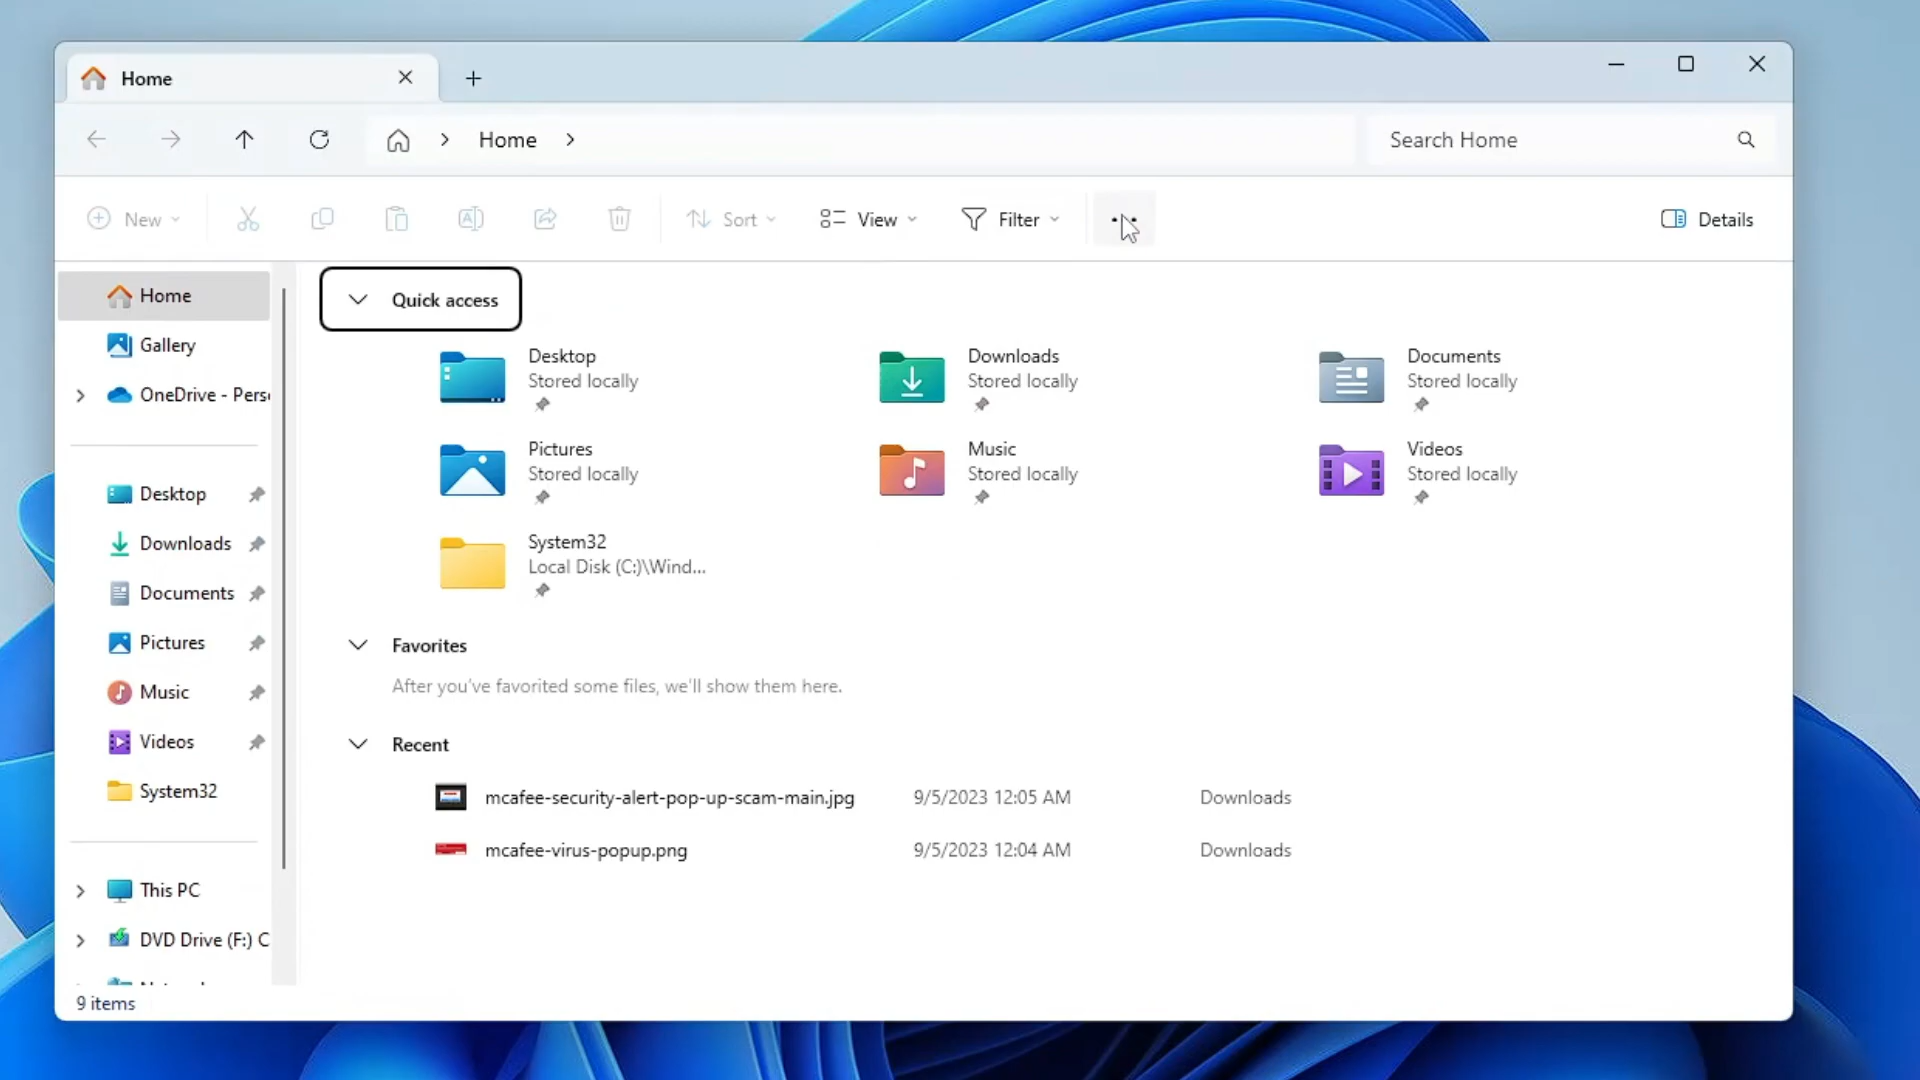 Home
Home
Search Home
New
Sort
View
Filter
Details
Home
Gallery
OneDrive - Pers
Desktop
Downloads
Documents
Pictures
Music
Videos
System32
This PC
DVD Drive (F:) C
Quick access
Desktop
Stored locally
Downloads
Stored locally
Documents
Stored locally
Pictures
Stored locally
Music
Stored locally
Videos
Stored locally
System32
Local Disk (C:)\Wind...
Favorites
After you've favorited some files, we'll show them here.
Recent
mcafee-security-alert-pop-up-scam-main.jpg 9/5/2023 12:05 AM Downloads
mcafee-virus-popup.png 9/5/2023 12:04 AM Downloads
9 items